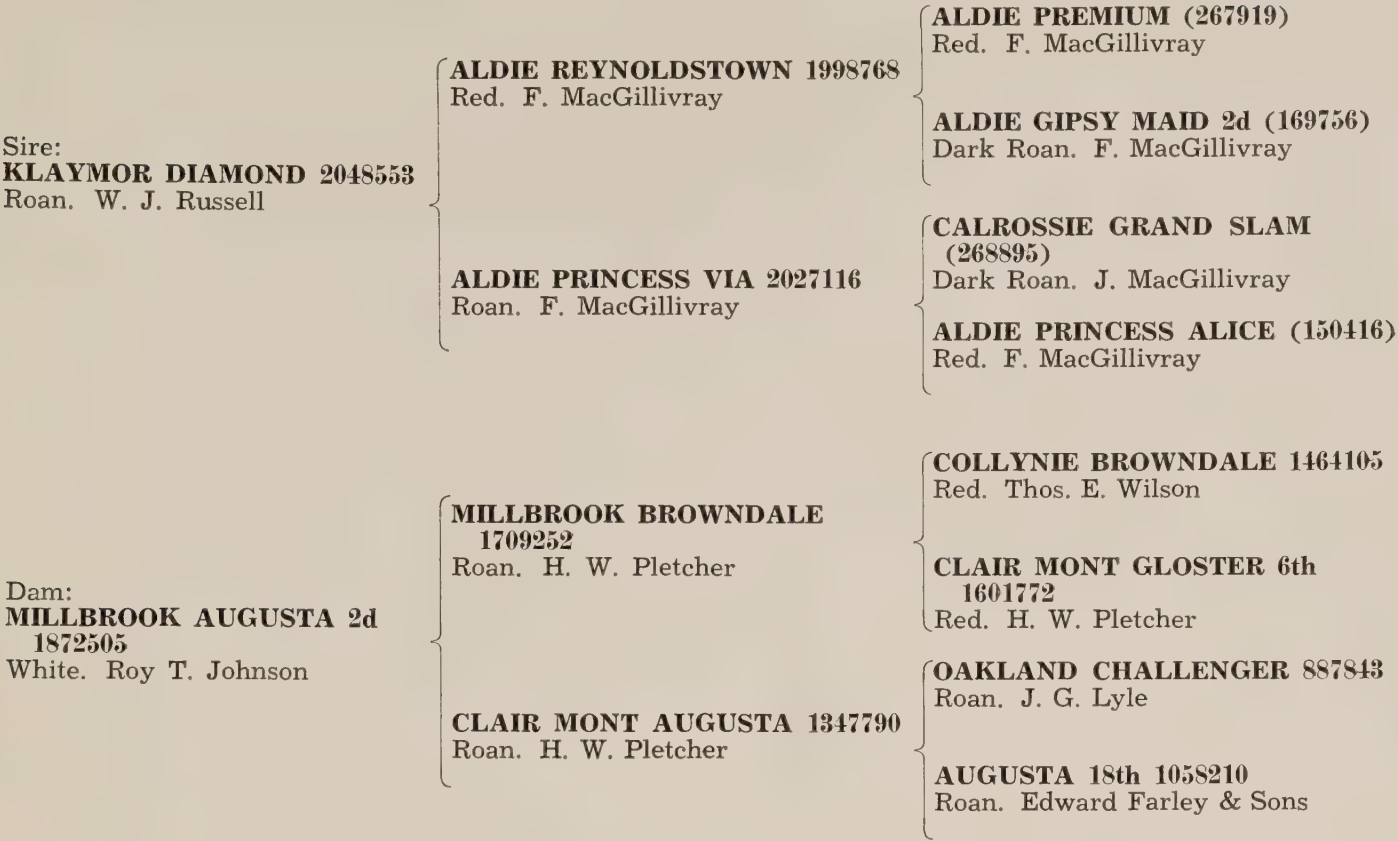 Sire:
KLAYMOR DIAMOND 2048553
Roan. W. J. Russell
ALDIE REYNOLDSTOWN 1998768
Red. F. MacGillivray
ALDIE PREMIUM (267919)
Red. F. MacGillivray
ALDIE GIPSY MAID 2d (169756)
Dark Roan. F. MacGillivray
ALDIE PRINCESS VIA 2027116
Roan. F. MacGillivray
CALROSSIE GRAND SLAM
(268895)
Dark Roan. J. MacGillivray
ALDIE PRINCESS ALICE (150416)
Red. F. MacGillivray
Dam:
MILLBROOK AUGUSTA 2d
1872505
White. Roy T. Johnson
MILLBROOK BROWNDALE
1709252
Roan. H. W. Pletcher
COLLYNIE BROWNDALE 1464105
Red. Thos. E. Wilson
CLAIR MONT GLOSTER 6th
1601772
Red. H. W. Pletcher
CLAIR MONT AUGUSTA 1347790
Roan. H. W. Pletcher
OAKLAND CHALLENGER 887843
Roan. J. G. Lyle
AUGUSTA 18th 1058210
Roan. Edward Farley & Sons